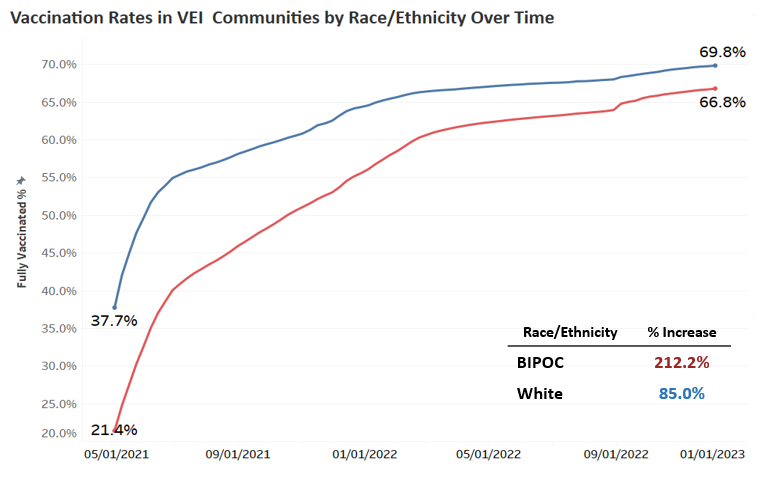 Vaccination Rates in VEI Communities by Race/Ethnicity Over Time
Fully Vaccinated %
70.0%
65.0%
60.0%
55.0%
50.0%
45.0%
40.0%
35.0%
30.0%
25.0%
20.0%
69.8%
66.8%
37.7%
21.4%
Race/Ethnicity % Increase
BIPOC 212.2%
White 85.0%
05/01/2021 09/01/2021 01/01/2022 05/01/2022 09/01/2022 01/01/2023